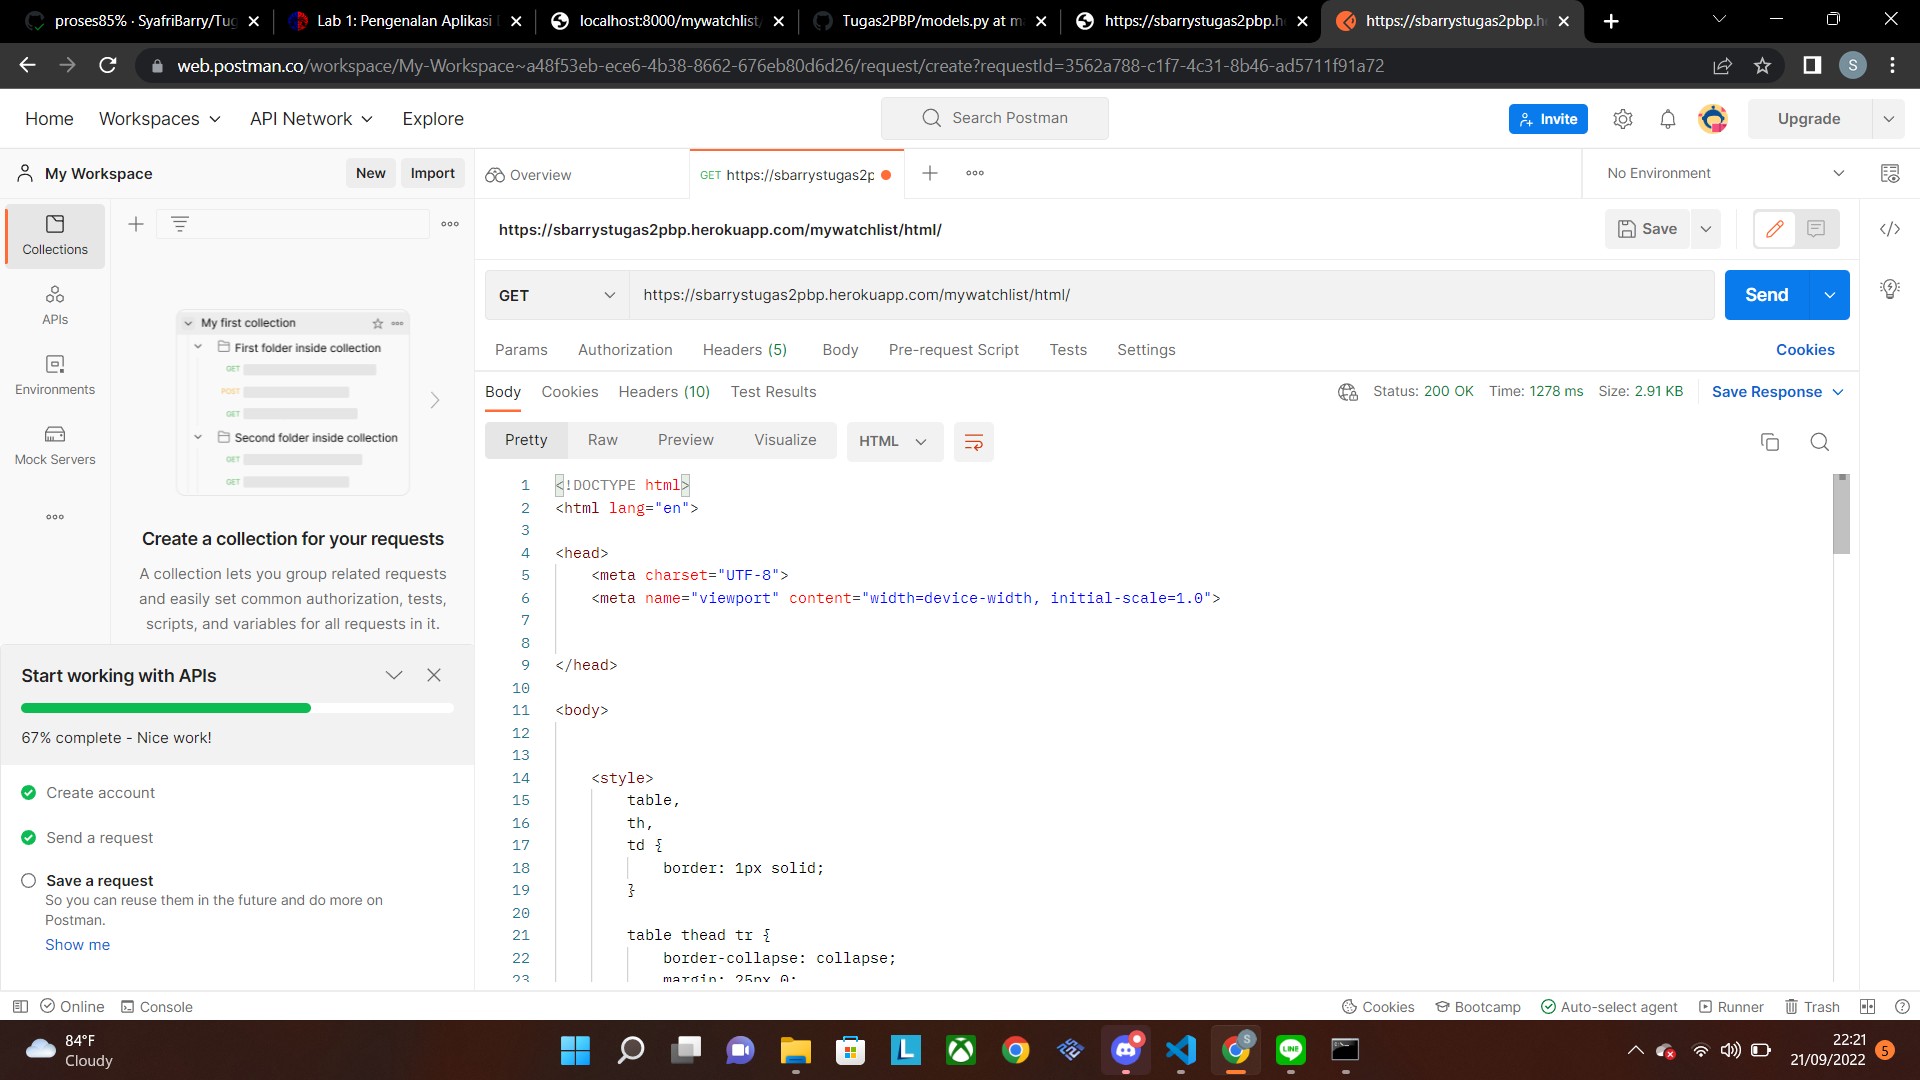 proses85% · SyafriBarry/Tug
Lab 1: Pengenalan Aplikasi
localhost:8000/mywatchlist/
Tugas2PBP/models.py at m
https://sbarrystugas2pbp.he
https://sbarrystugas2pbp.he
web.postman.co/workspace/My-Workspace~a48f53eb-ece6-4b38-8662-676eb80d6d26/request/create?requestId=3562a788-c1f7-4c31-8b46-ad5711f91a72
S
Home
Workspaces
API Network
Explore
Search Postman
Invite
Upgrade
My Workspace
New
Import
Overview
GET https://sbarrystugas2p
No Environment
Collections
APIs
Environments
Mock Servers
https://sbarrystugas2pbp.herokuapp.com/mywatchlist/html/
Save
GET
https://sbarrystugas2pbp.herokuapp.com/mywatchlist/html/
Send
Params
Authorization
Headers (5)
Body
Pre-request Script
Tests
Settings
Cookies
Body
Cookies
Headers (10)
Test Results
Status: 200 OK
Time: 1278 ms
Size: 2.91 KB
Save Response
Pretty
Raw
Preview
Visualize
HTML
My first collection
First folder inside collection
GET
POST
GET
Second folder inside collection
GET
GET
Create a collection for your requests
A collection lets you group related requests
and easily set common authorization, tests,
scripts, and variables for all requests in it.
Start working with APIs
67% complete - Nice work!
Create account
Send a request
Save a request
So you can reuse them in the future and do more on
Postman.
Show me
1 <!DOCTYPE html>
2 <html lang="en">
3
4 <head>
5 <meta charset="UTF-8">
6 <meta name="viewport" content="width=device-width, initial-scale=1.0">
7
8
9 </head>
10
11 <body>
12
13
14 <style>
15 table,
16 th,
17 td {
18 border: 1px solid;
19 }
20
21 table thead tr {
22 border-collapse: collapse;
23 margin: 25px 0;
Online
Console
Cookies
Bootcamp
Auto-select agent
Runner
Trash
84°F
Cloudy
L
S
LINE
22:21
21/09/2022
5